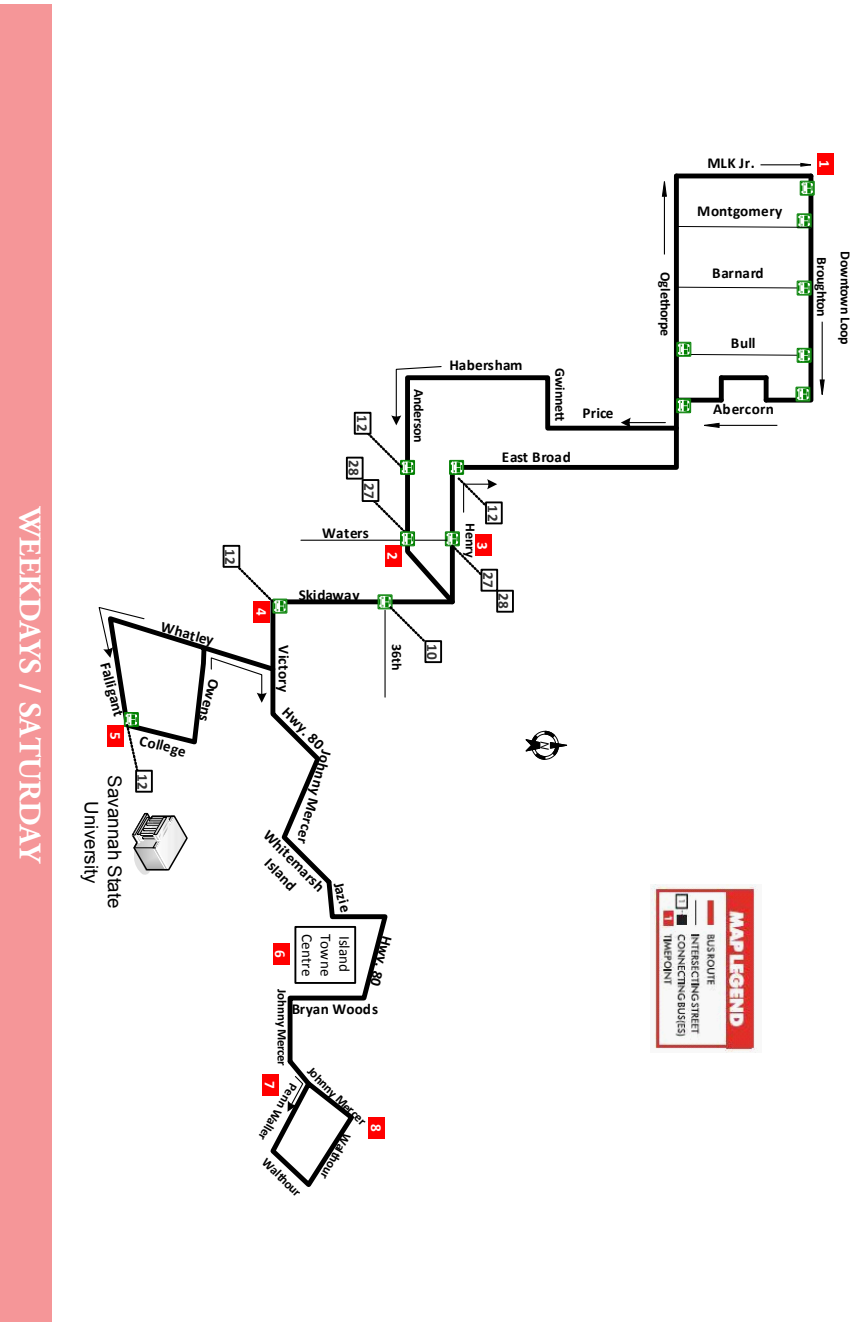 WEEKDAYS / SATURDAY
Downtown Loop
1
MLK Jr.
Broughton
Montgomery
Barnard
Bull
Abercorn
Oglethorpe
Habersham
Gwinnett
Price
Anderson
East Broad
12
12
28
27
Waters
2
Henry
3
27
28
12
4
Skidaway
36th
10
Whatley
Victory
Owens
Falligant
College
5
12
Savannah State
University
Hwy. 80
Johnny Mercer
Whitemarsh
Island
Jazie
Island
Towne
Centre
6
Hwy. 80
Bryan Woods
Johnny Mercer
7
Penn Waller
Johnny Mercer
8
Walthour
Walthour
N
MAP LEGEND
BUS ROUTE
INTERSECTING STREET
1
CONNECTING BUS(ES)
1
TIMEPOINT